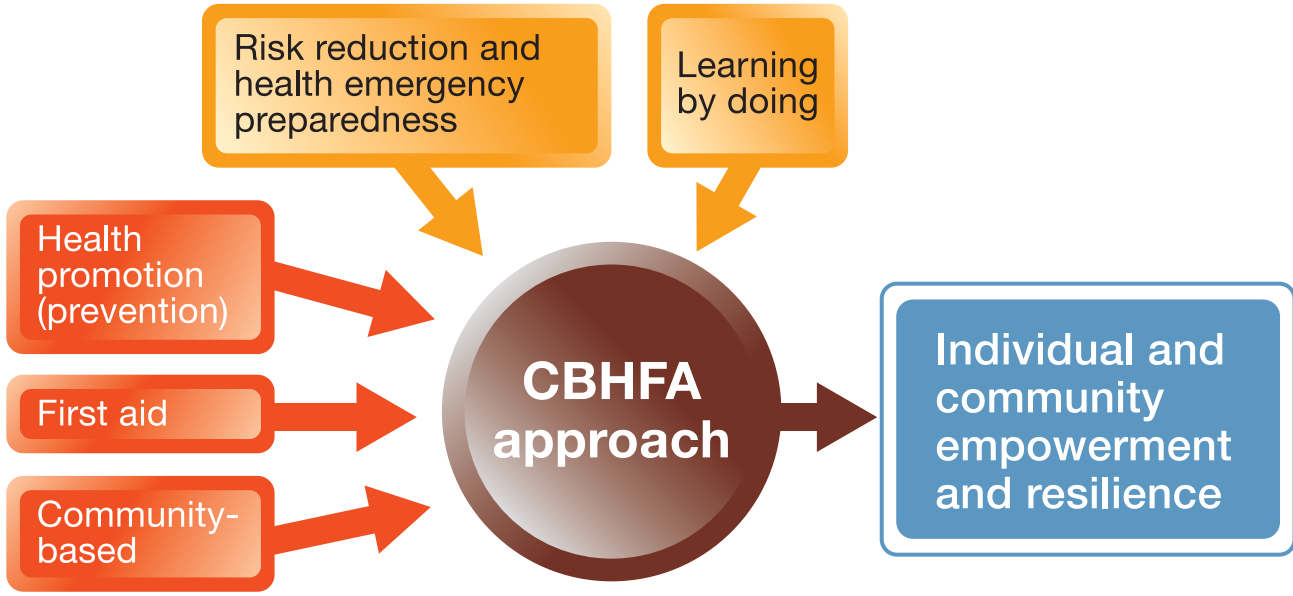 Risk reduction and
health emergency
preparedness
Learning
by doing
Health
promotion
(prevention)
First aid
Community-
based
CBHFA
approach
Individual and
community
empowerment
and resilience